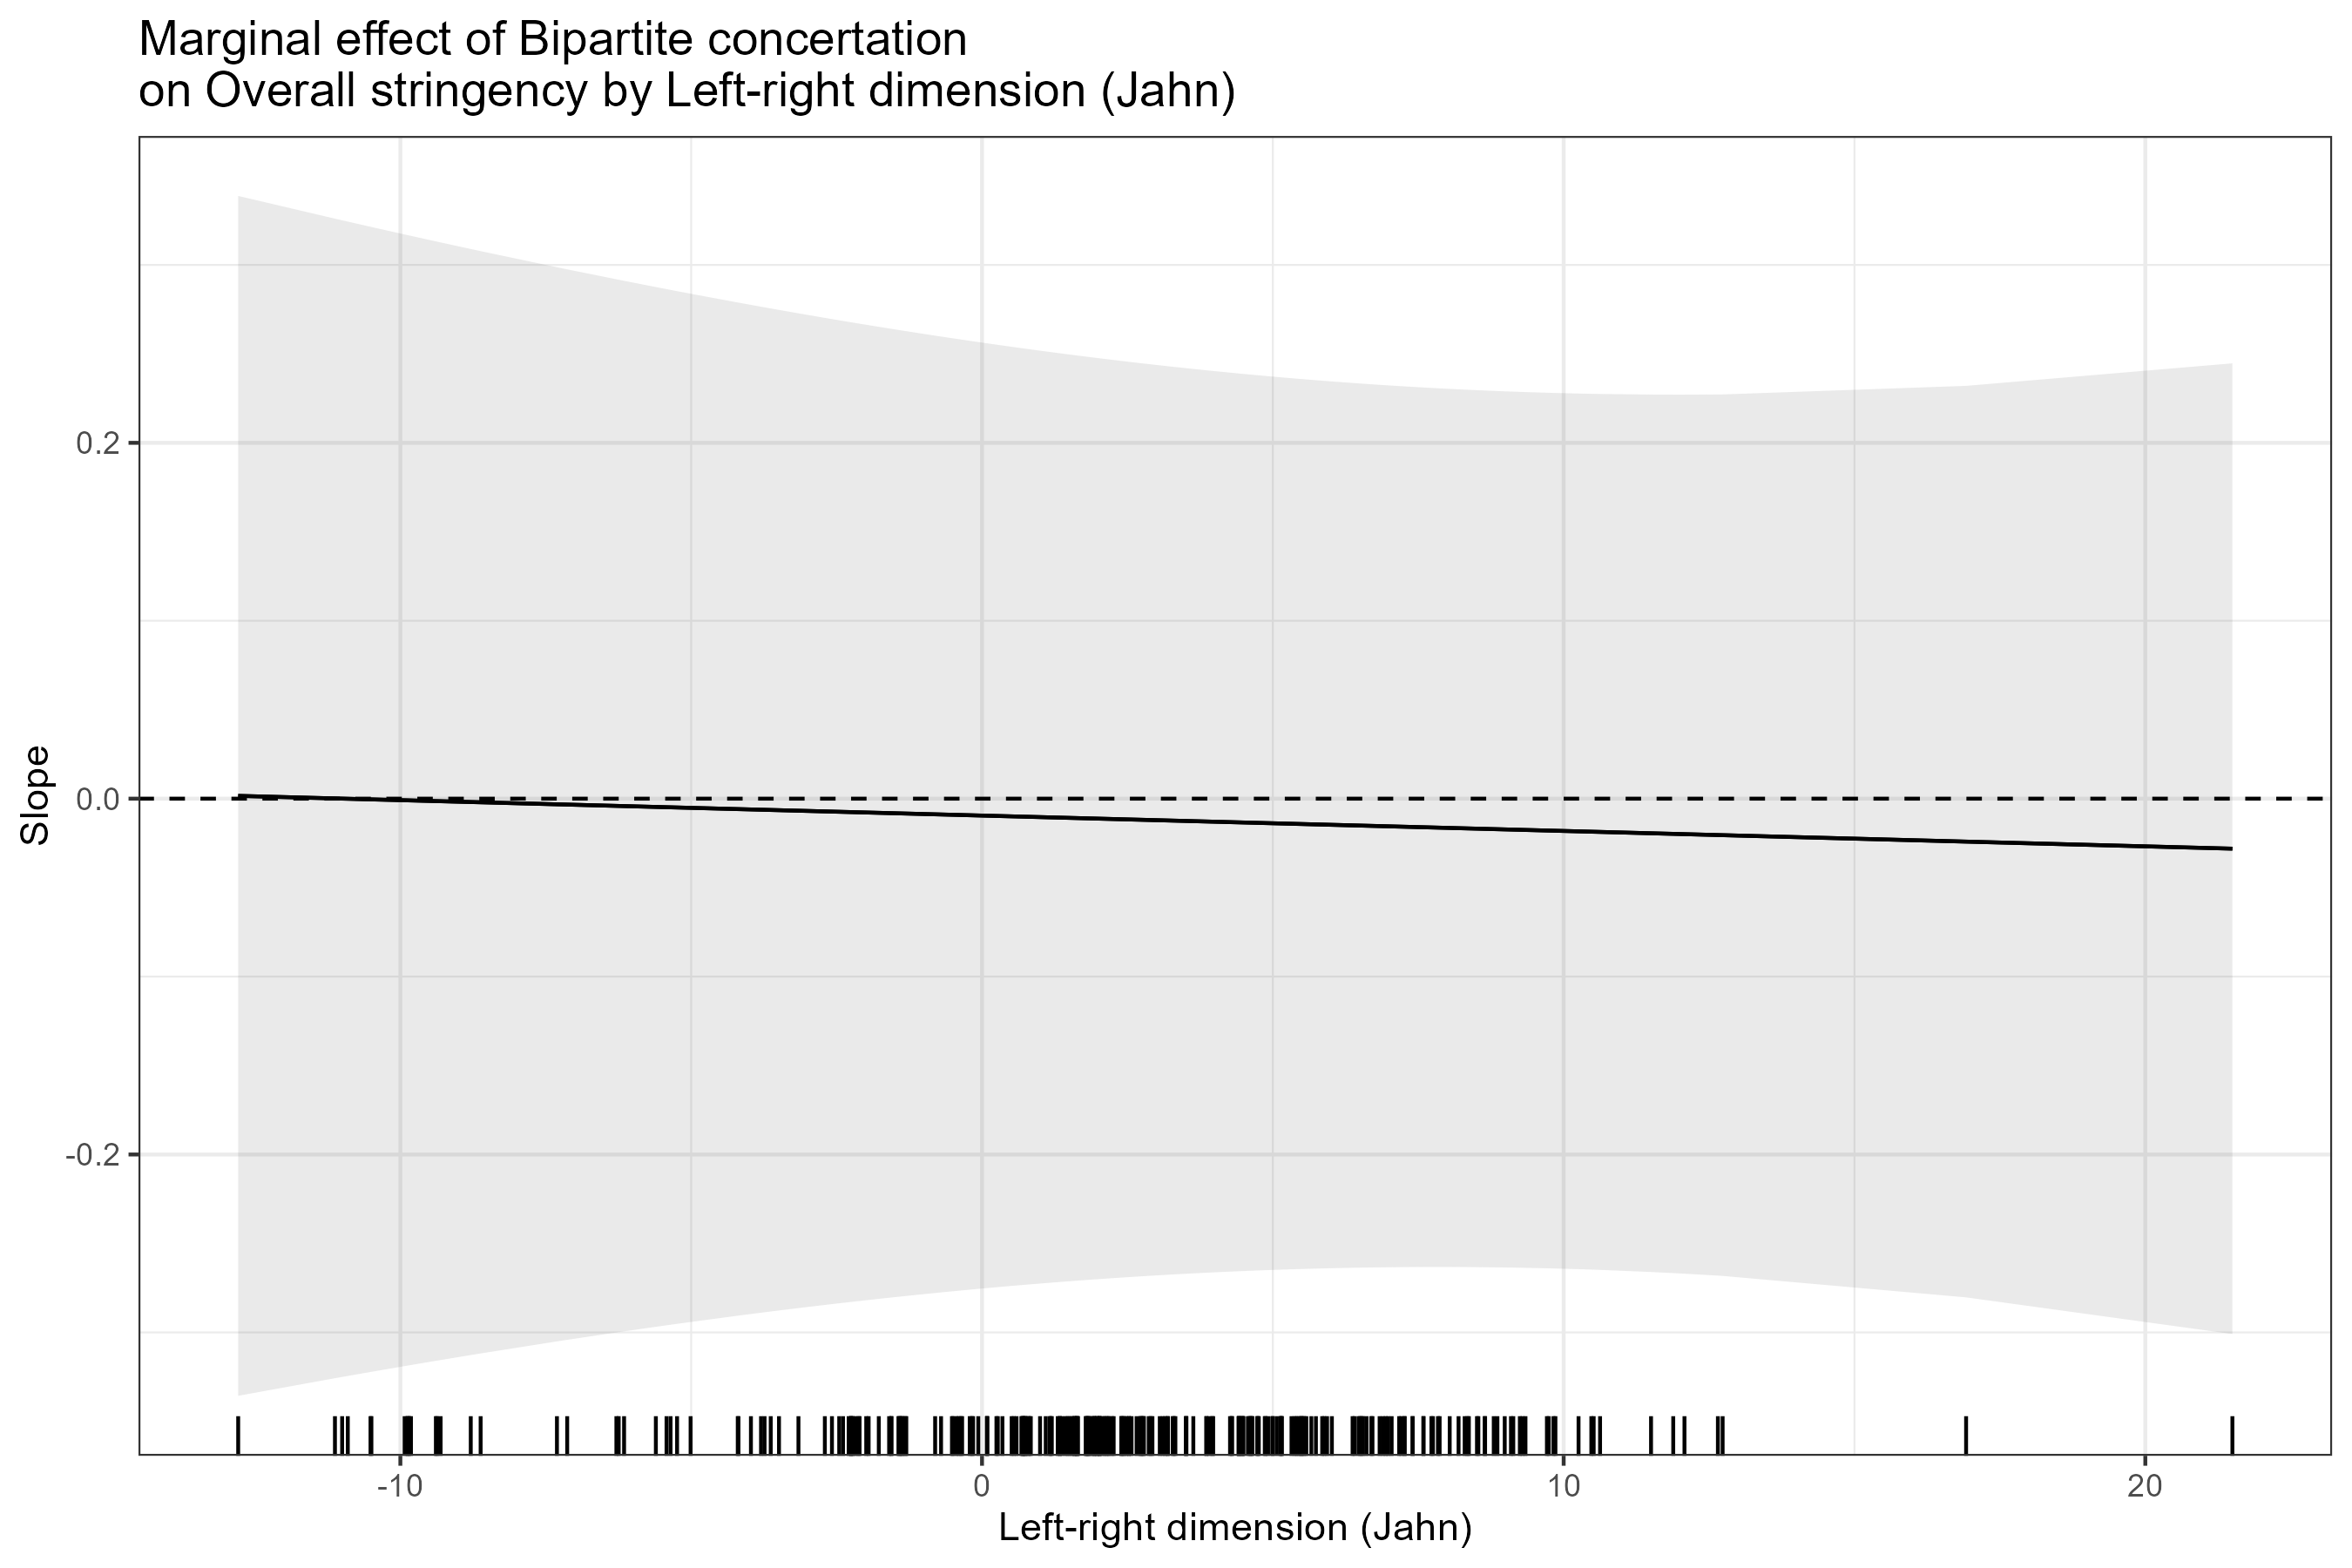 Marginal effect of Bipartite concertation
on Overall stringency by Left-right dimension (Jahn)
Slope
0.2
0.0
-0.2
-10
0
10
20
Left-right dimension (Jahn)